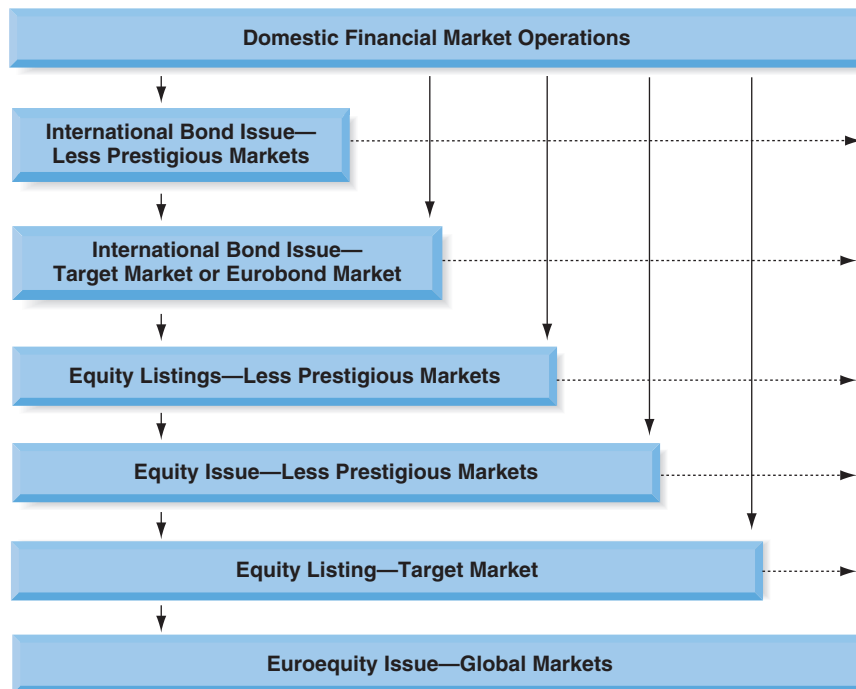 Domestic Financial Market Operations
International Bond Issue—
Less Prestigious Markets
International Bond Issue—
Target Market or Eurobond Market
Equity Listings—Less Prestigious Markets
Equity Issue—Less Prestigious Markets
Equity Listing—Target Market
Euroequity Issue—Global Markets